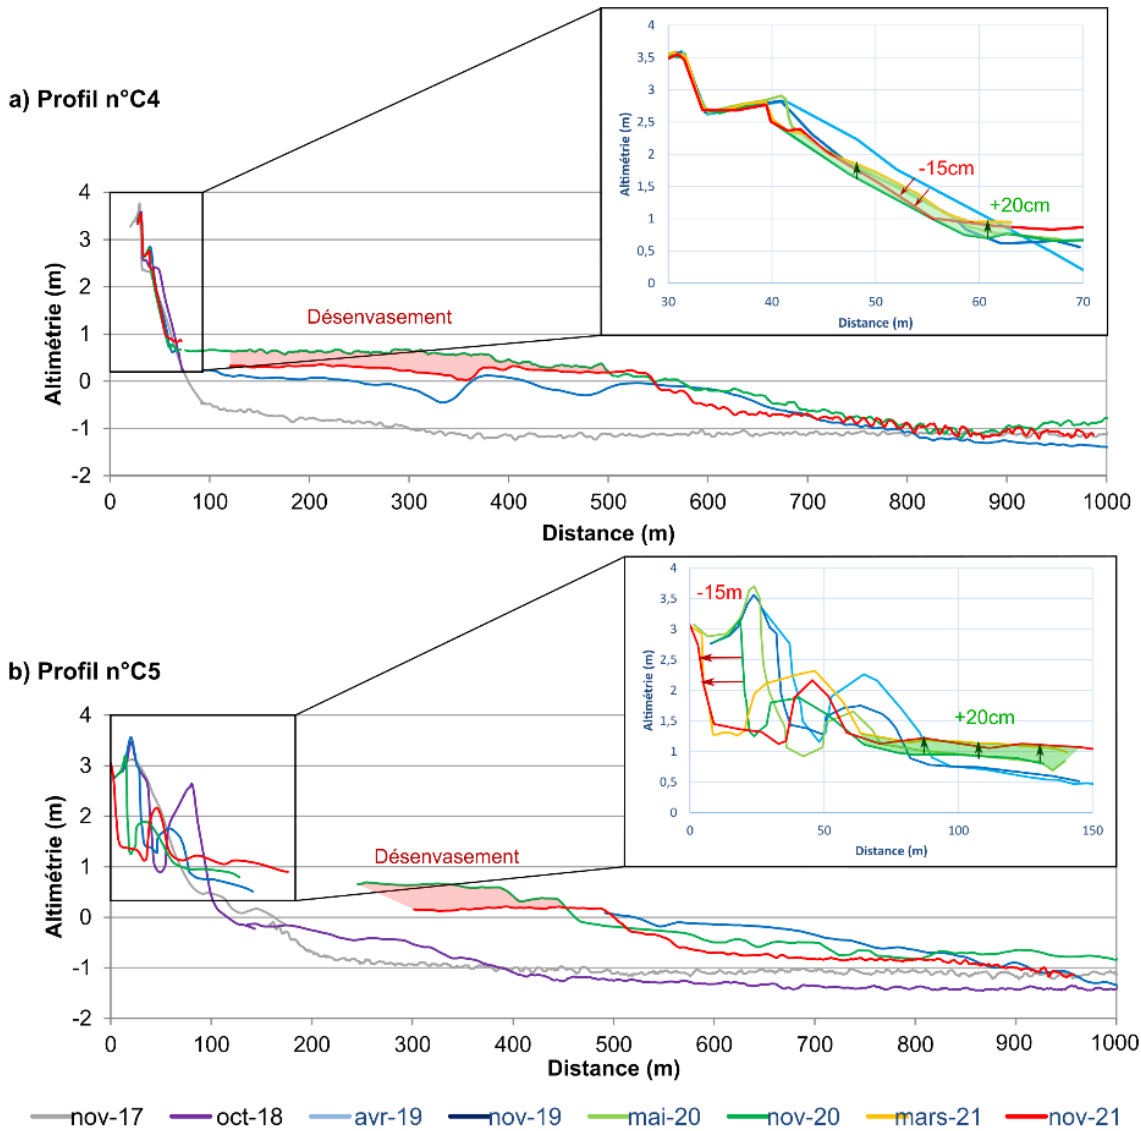 a) Profil n°C4
Altimétrie (m)
4
3
2
1
0
-1
-2
0 100 200 300 400 500 600 700 800 900 1000
Distance (m)
Désenvasement
Altimétrie (m)
4
3,5
3
2,5
2
1,5
1
0,5
0
30 40 50 60 70
Distance (m)
-15cm
+20cm
b) Profil n°C5
Altimétrie (m)
4
3
2
1
0
-1
-2
0 100 200 300 400 500 600 700 800 900 1000
Distance (m)
Désenvasement
Altimétrie (m)
4
3,5
3
2,5
2
1,5
1
0,5
0
0 50 100 150
Distance (m)
-15m
+20cm
nov-17 oct-18 avr-19 nov-19 mai-20 nov-20 mars-21 nov-21